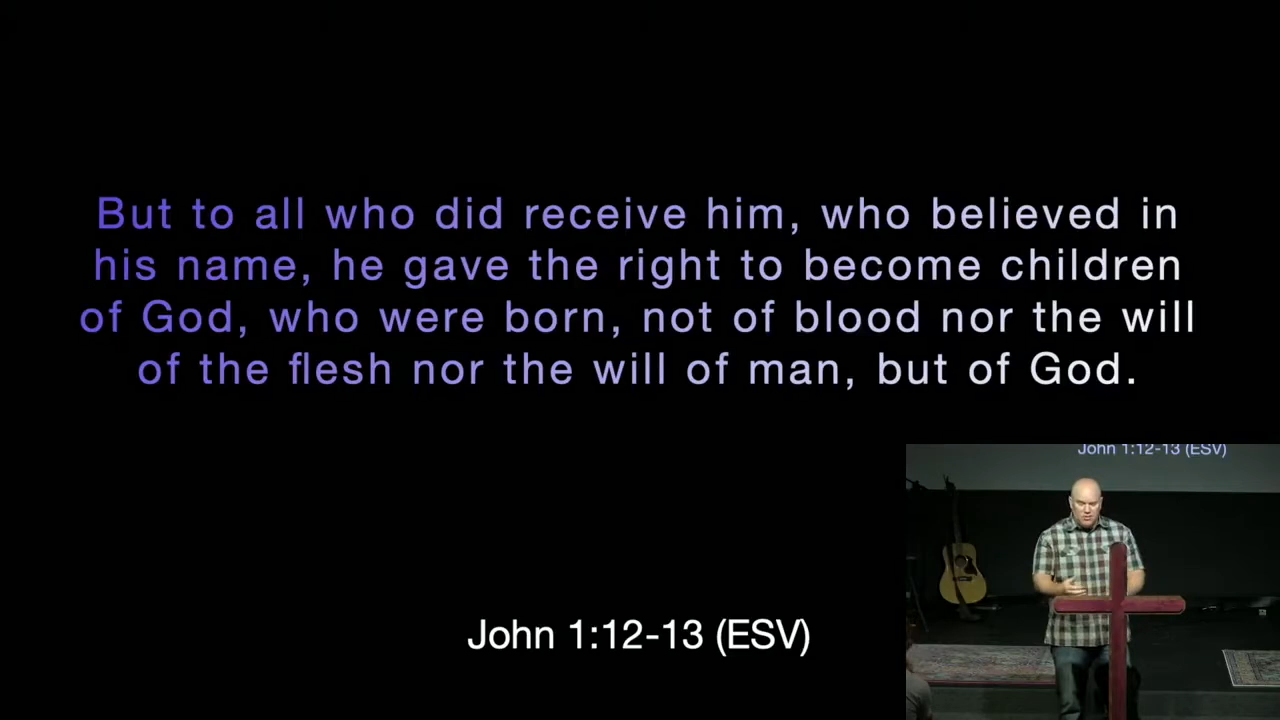 But to all who did receive him, who believed in
his name, he gave the right to become children
of God, who were born, not of blood nor the will
of the flesh nor the will of man, but of God.
John 1:12-13 (ESV)
John 1:12-13 (ESV)